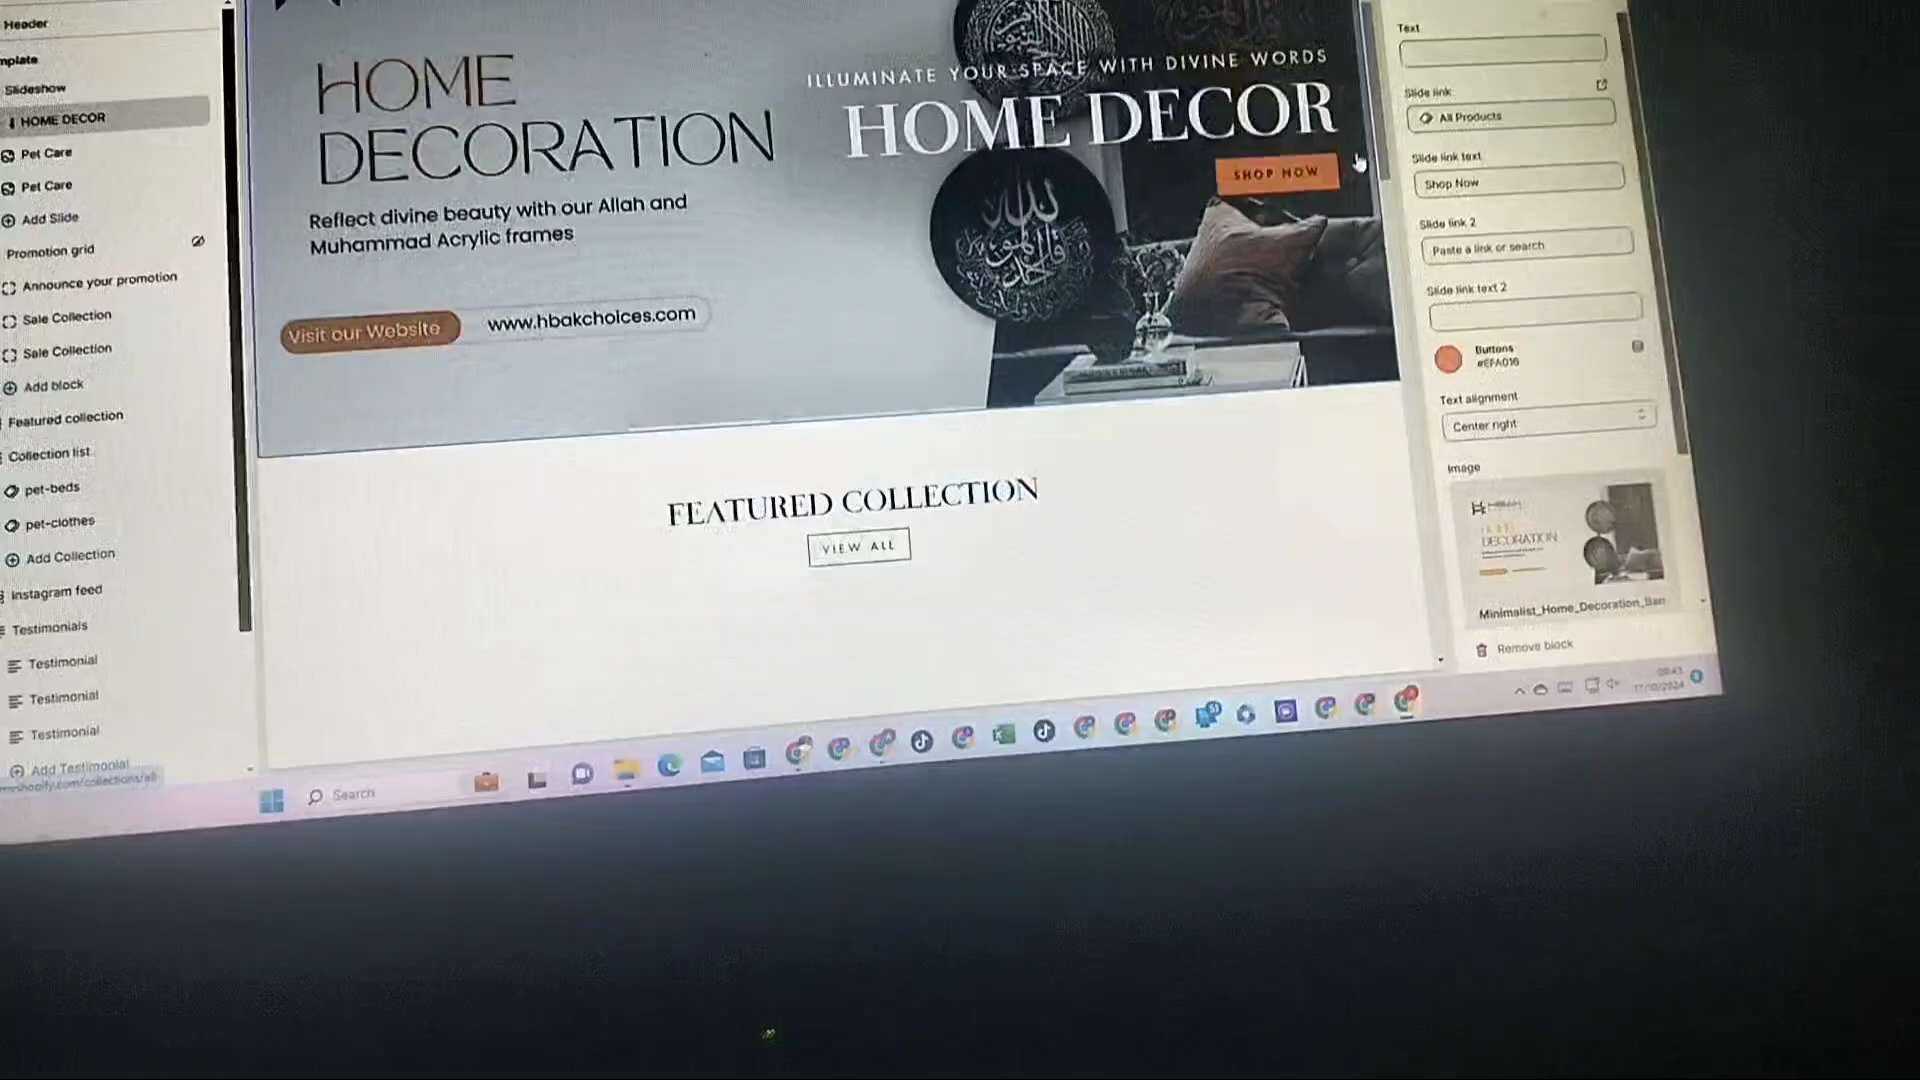 Header
mplate
Slideshow
HOME DECOR
Pet Care
Pet Care
Add Slide
Promotion grid
Announce your promotion
Sale Collection
Sale Collection
Add block
Featured collection
Collection list
pet-beds
pet-clothes
Add Collection
Instagram feed
Testimonials
Testimonial
Testimonial
Testimonial
Add Testimonial
HOME
DECORATION
Reflect divine beauty with our Allah and
Muhammad Acrylic frames
Visit our Website
www.hbakchoices.com
ILLUMINATE YOUR SPACE WITH DIVINE WORDS
HOME DECOR
SHOP NOW
FEATURED COLLECTION
VIEW ALL
Text
Slide link
All Products
Slide link text
Shop Now
Slide link 2
Paste a link or search
Slide link text 2
Buttons
#EFA016
Text alignment
Center right
Image
DECORATION
Minimalist_Home_Decoration_Ban
Remove block
Search
17/10/2024